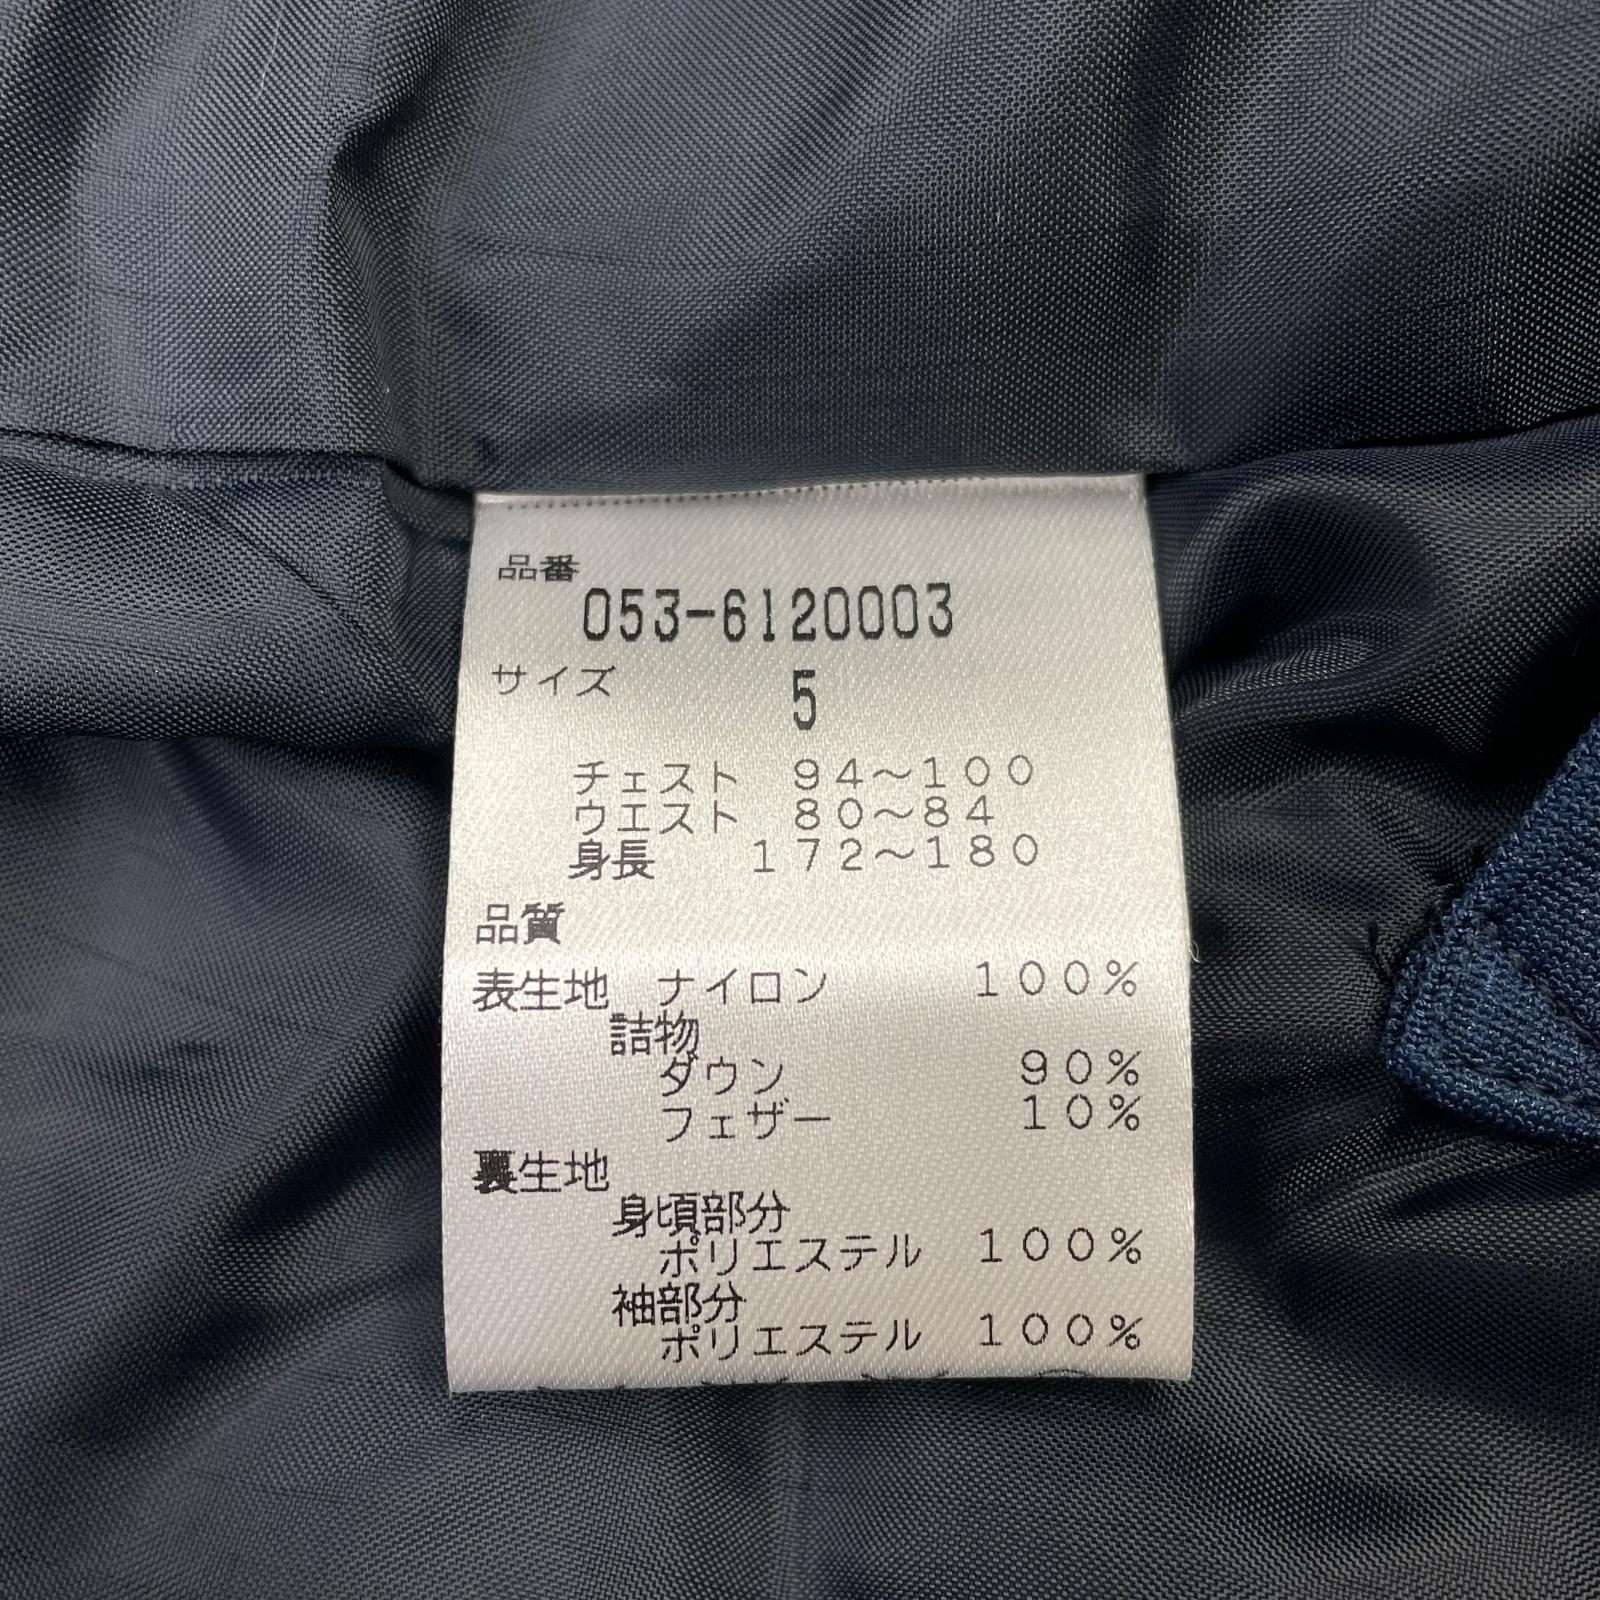 品番
053-6120003
サイズ 5
チェスト 94～100
ウエスト 80～84
身長 172～180
品質
表生地 ナイロン 100%
詰物
ダウン 90%
フェザー 10%
裏生地
身頃部分
ポリエステル 100%
袖部分
ポリエステル 100%